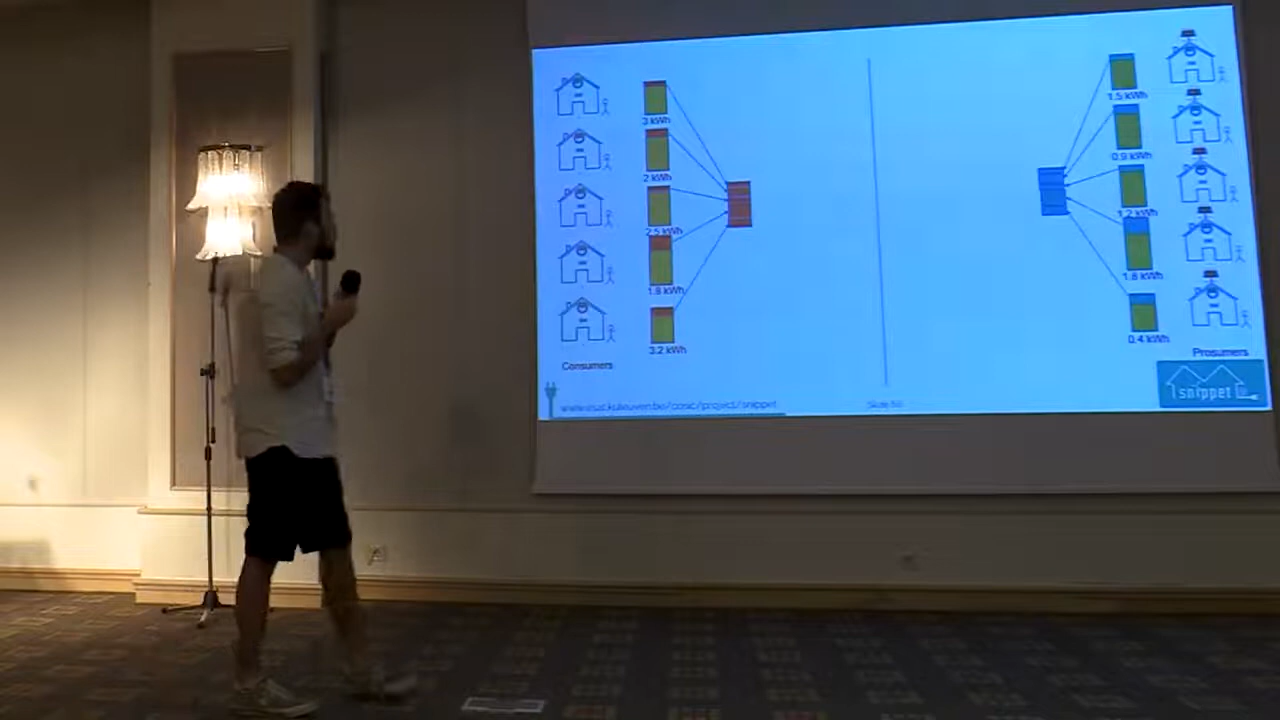 3 kWh
2 kWh
2.5 kWh
1.8 kWh
3.2 kWh
Consumers
1.5 kWh
0.9 kWh
1.2 kWh
1.8 kWh
0.4 kWh
Prosumers
snippet